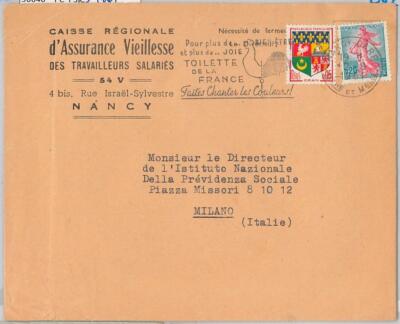 CAISSE RÉGIONALE
d'Assurance Vieillesse
DES TRAVAILLEURS SALARIÉS
54 V
4 bis, Rue Israël-Sylvestre
NANCY
Nécessité de fermer
Pour plus de
et plus de JOIE
TOILETTE
DE LA
FRANCE
Faites Chanter les Couleurs!
Monsieur le Directeur
de l'Istituto Nazionale
Della Prévidenza Sociale
Piazza Missori 8 10 12
MILANO
(Italie)